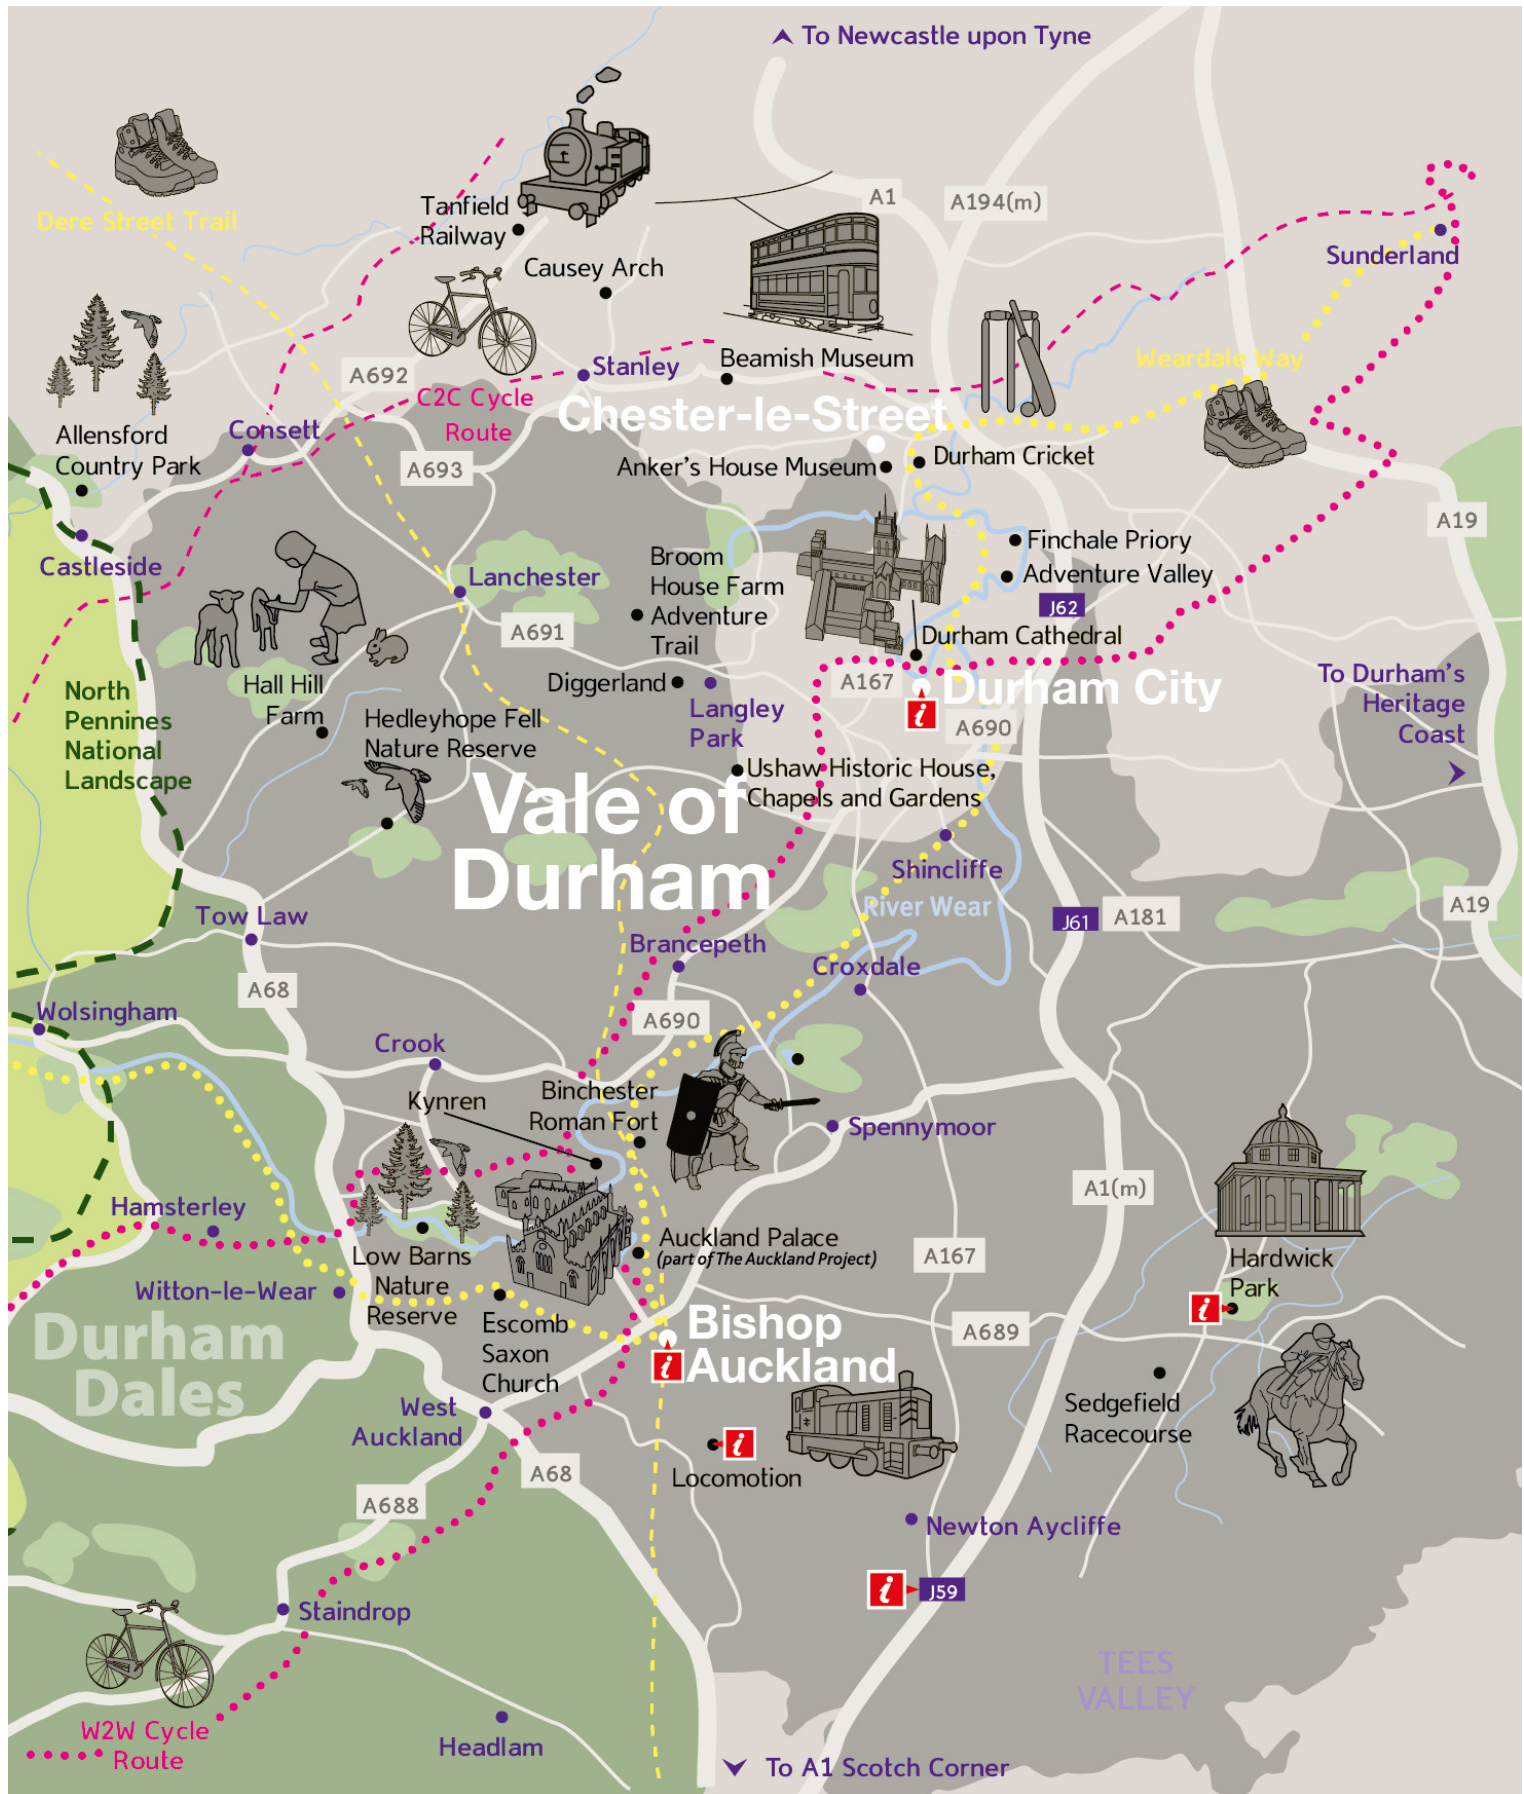 To Newcastle upon Tyne
A1
A194(m)
Dere Street Trail
Tanfield
Railway
Sunderland
Causey Arch
Beamish Museum
Weardale Way
Stanley
A692
C2C Cycle
Route
Chester-le-Street
Consett
Allensford
Country Park
A693
Anker's House Museum
Durham Cricket
A19
Castleside
Finchale Priory
Lanchester
Broom
House Farm
Adventure
Trail
Adventure Valley
J62
A691
Durham Cathedral
Hall Hill
Farm
Diggerland
A167
Durham City
To Durham's
Heritage
Coast
North
Pennines
National
Landscape
Langley
Park
i
A690
Hedleyhope Fell
Nature Reserve
Ushaw Historic House,
Chapels and Gardens
Vale of
Durham
Shincliffe
River Wear
A19
Tow Law
J61
A181
Brancepeth
Croxdale
A68
Wolsingham
A690
Crook
Kynren
Binchester
Roman Fort
Spennymoor
A1(m)
Hamsterley
Auckland Palace
(part of The Auckland Project)
A167
Low Barns
Nature
Reserve
Hardwick
Park
i
Witton-le-Wear
Escomb
Saxon
Church
Durham
Dales
Bishop
Auckland
i
A689
Sedgefield
Racecourse
West
Auckland
i
Locomotion
A68
A688
Newton Aycliffe
i
J59
Staindrop
TEES
VALLEY
W2W Cycle
Route
Headlam
To A1 Scotch Corner